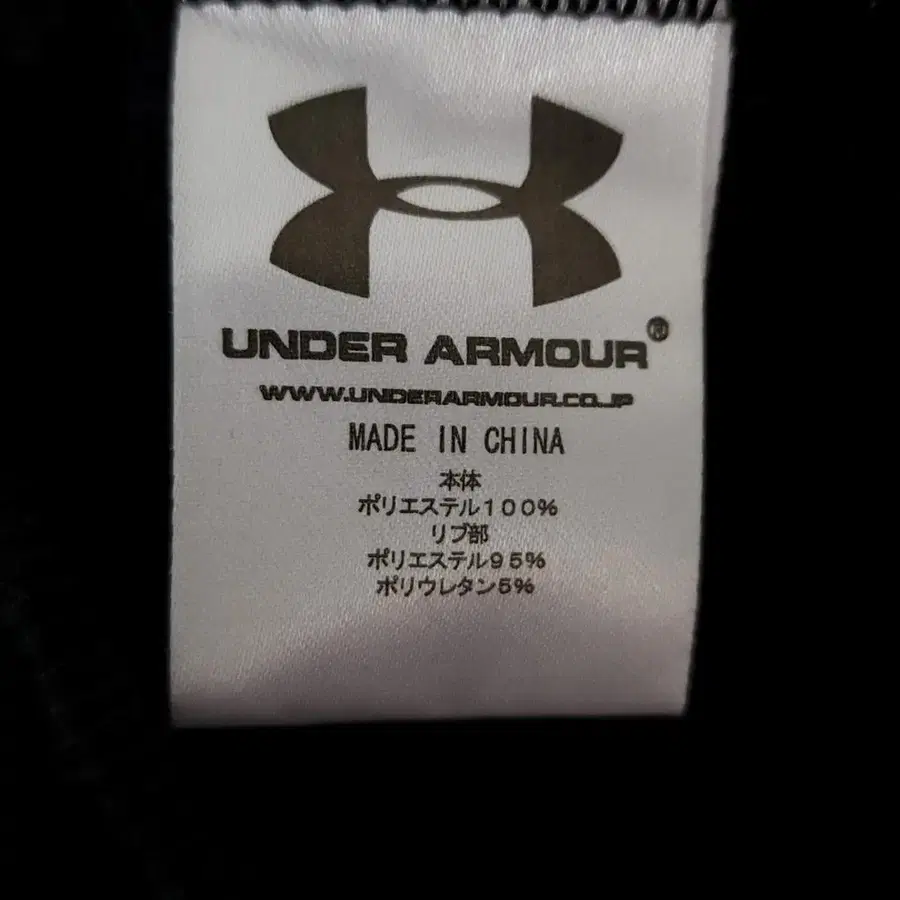 UNDER ARMOUR®
WWW.UNDERARMOUR.CO.JP
MADE IN CHINA
本体
ポリエステル100%
リブ部
ポリエステル95%
ポリウレタン5%